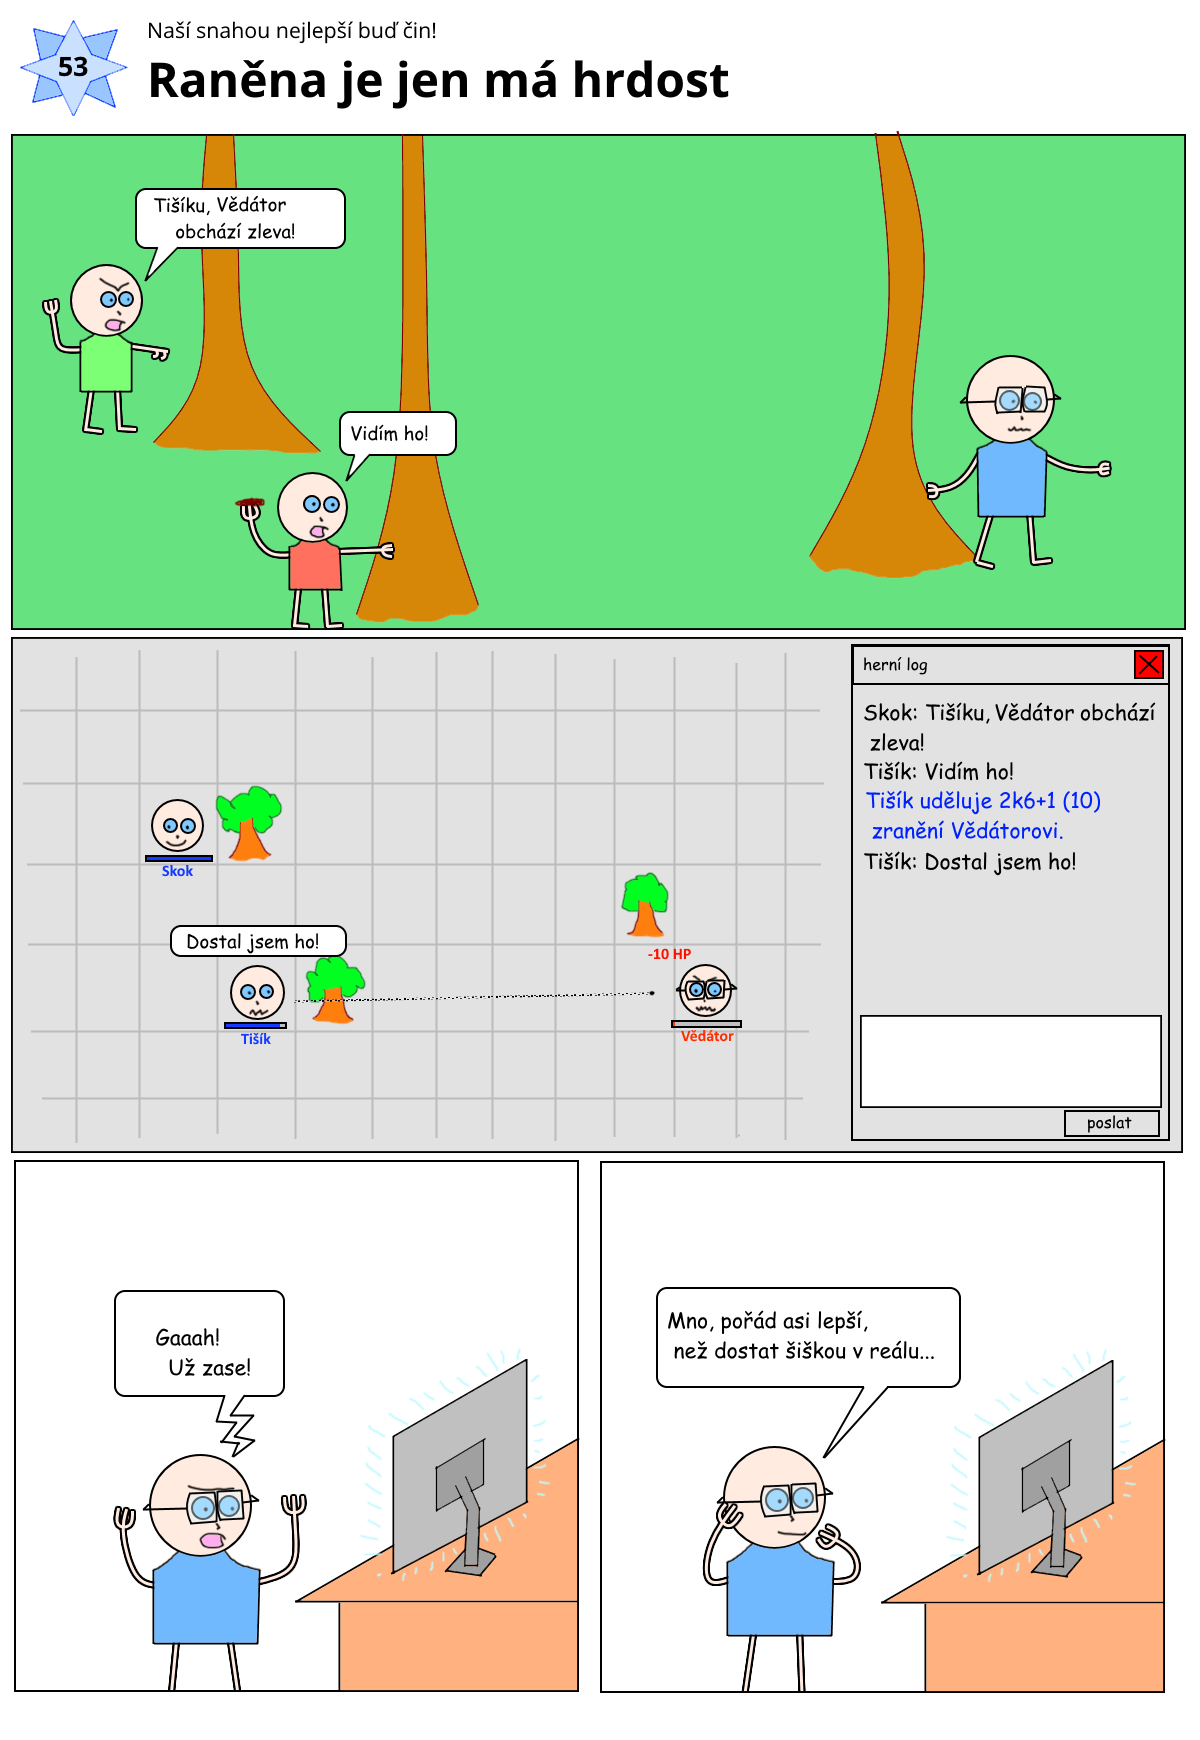 53
Naší snahou nejlepší buď čin!
Raněna je jen má hrdost
Tišíku, Vědátor
obchází zleva!
Vidím ho!
herní log
Skok: Tišíku, Vědátor obchází
zleva!
Tišík: Vidím ho!
Tišík uděluje 2k6+1 (10)
zranění Vědátorovi.
Tišík: Dostal jsem ho!
Skok
Dostal jsem ho!
-10 HP
Tišík
Vědátor
poslat
Gaaah!
Už zase!
Mno, pořád asi lepší,
než dostat šiškou v reálu...